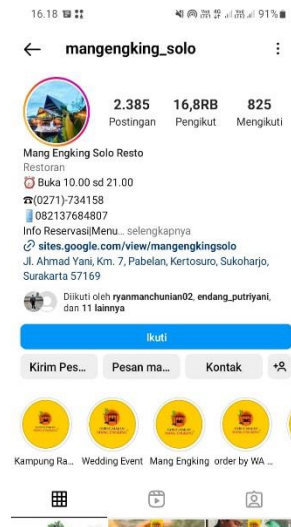 16.18
91%
mangengking_solo
2.385 16,8RB 825
Postingan Pengikut Mengikuti
Mang Engking Solo Resto
Restoran
⏰ Buka 10.00 sd 21.00
☎(0271)-734158
📱082137684807
Info Reservasi|Menu... selengkapnya
sites.google.com/view/mangengkingsolo
Jl. Ahmad Yani, Km. 7, Pabelan, Kertosuro, Sukoharjo,
Surakarta 57169
Diikuti oleh ryanmanchunian02, endang_putriyani,
dan 11 lainnya
Ikuti
Kirim Pes... Pesan ma... Kontak
Kampung Ra... Wedding Event Mang Engking order by WA ...